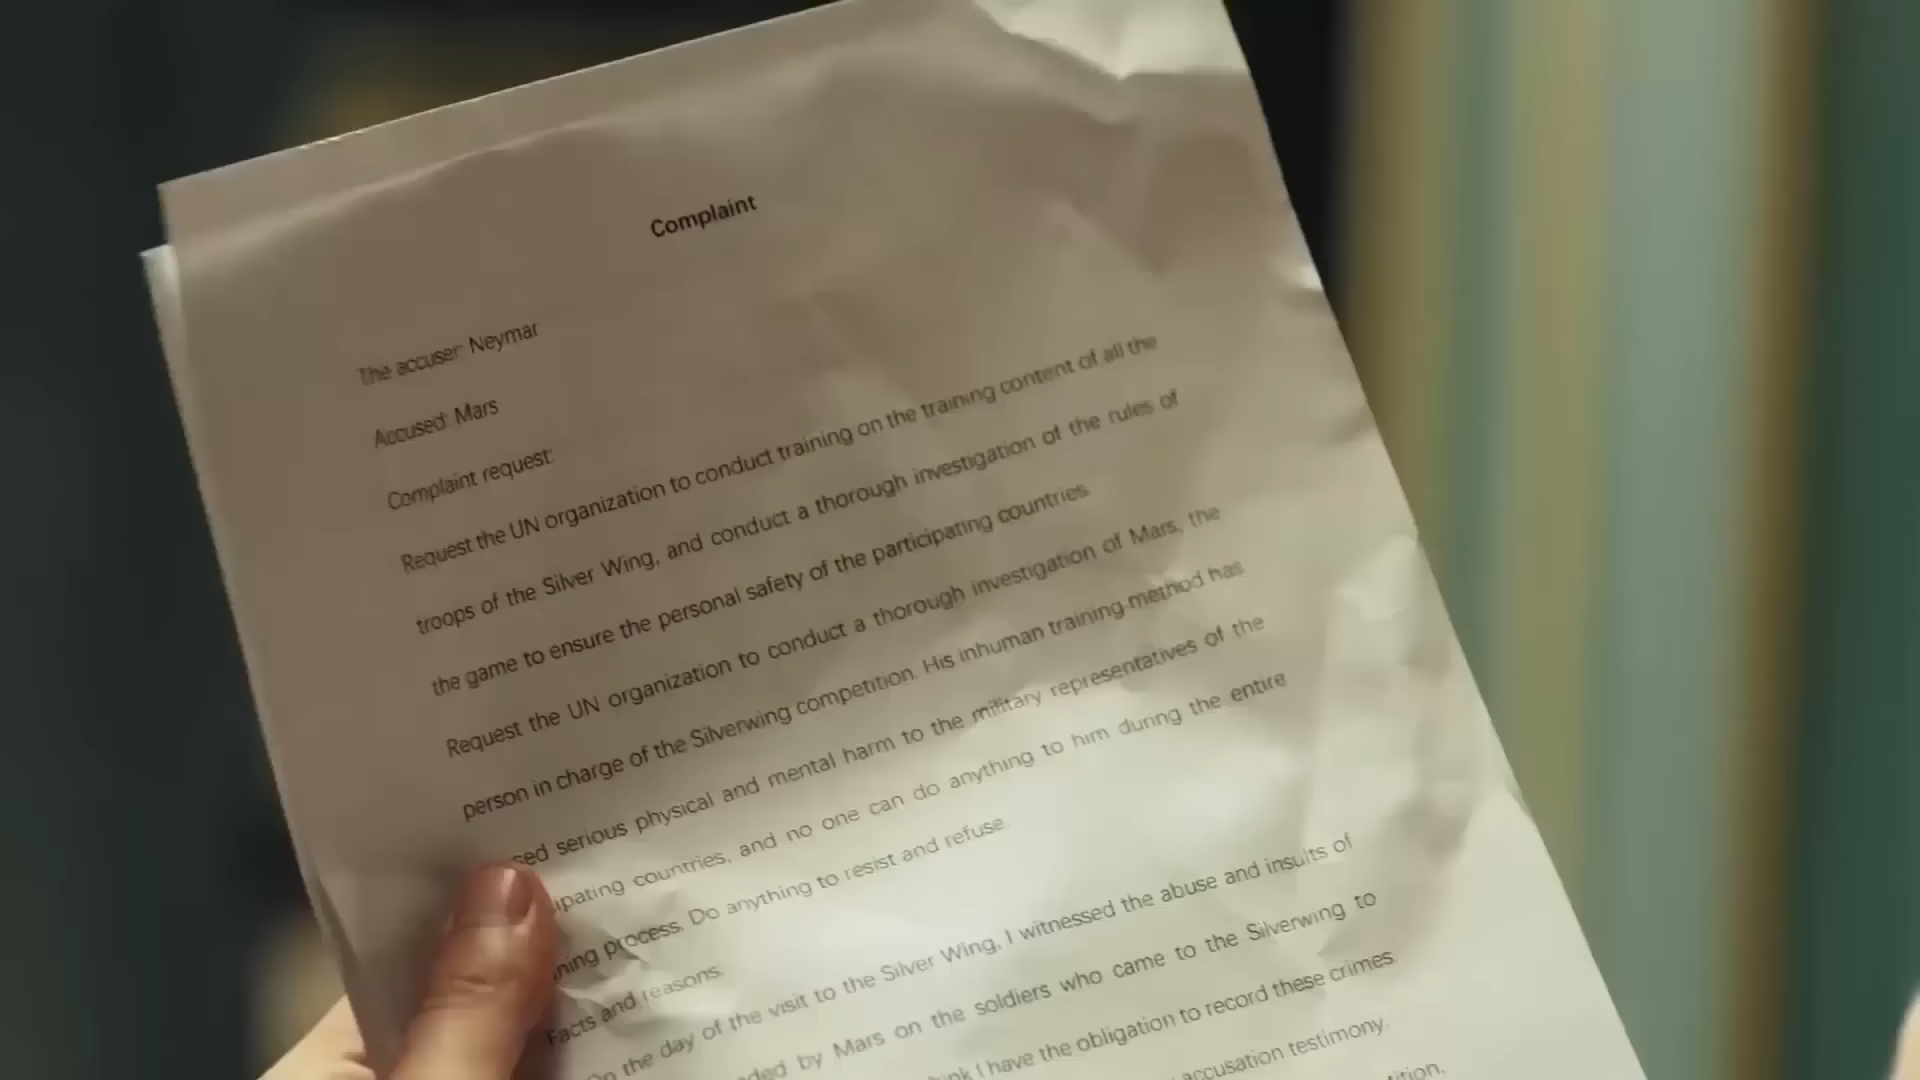 Complaint
The accuser: Neymar
Accused: Mars
Complaint request:
Request the UN organization to conduct training on the training content of all the
troops of the Silver Wing, and conduct a thorough investigation of the rules of
the game to ensure the personal safety of the participating countries.
Request the UN organization to conduct a thorough investigation of Mars, the
person in charge of the Silverwing competition. His inhuman training method has
serious physical and mental harm to the military representatives of the
countries, and no one can do anything to him during the entire
process. Do anything to resist and refuse.
Facts and reasons:
On the day of the visit to the Silver Wing, I witnessed the abuse and insults of
by Mars on the soldiers who came to the Silverwing to
I have the obligation to record these crimes.
accusation testimony.